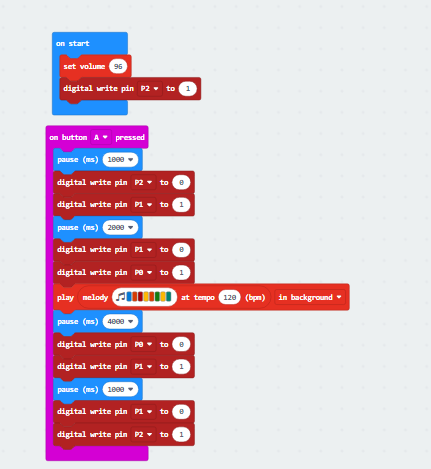 on start
set volume 96
digital write pin P2 to 1
on button A pressed
pause (ms) 1000
digital write pin P2 to 0
digital write pin P1 to 1
pause (ms) 2000
digital write pin P1 to 0
digital write pin P0 to 1
play melody at tempo 120 (bpm) in background
pause (ms) 4000
digital write pin P0 to 0
digital write pin P1 to 1
pause (ms) 1000
digital write pin P1 to 0
digital write pin P2 to 1